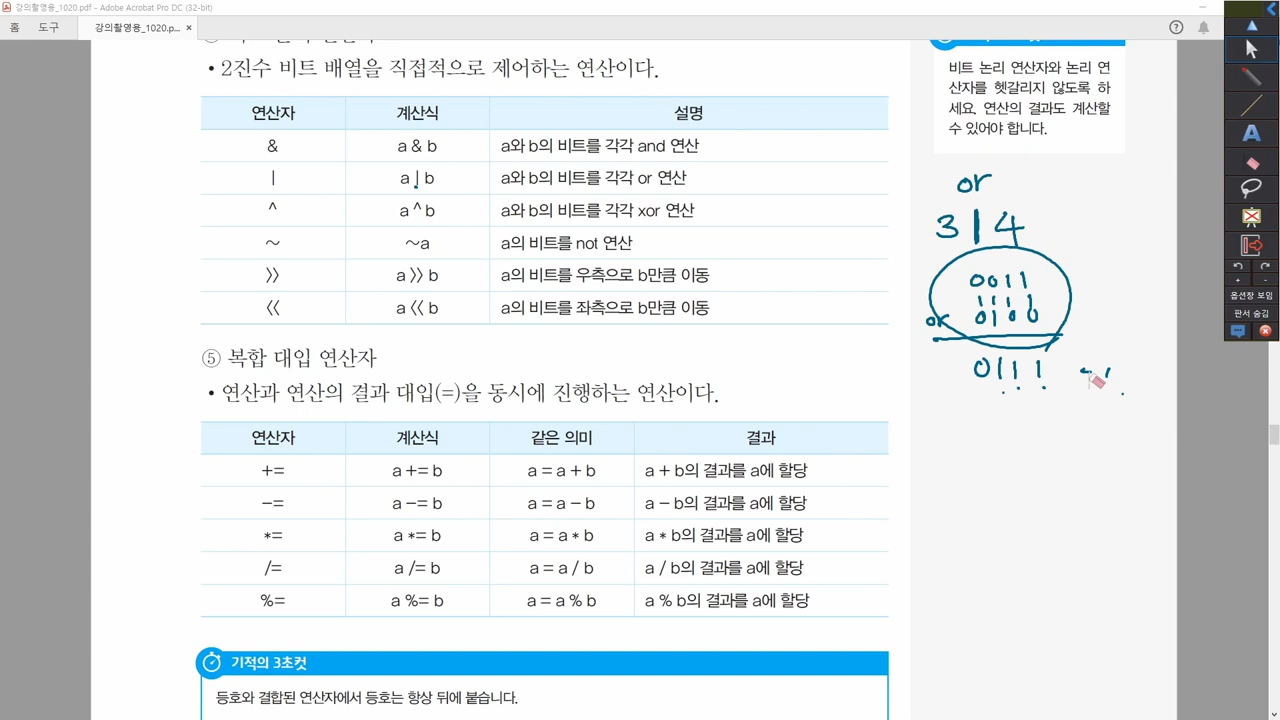 강의촬영용_1020.pdf - Adobe Acrobat Pro DC (32-bit)
홈 도구 강의촬영용_1020.p... ×
• 2진수 비트 배열을 직접적으로 제어하는 연산이다.
연산자 계산식 설명
& a & b a와 b의 비트를 각각 and 연산
| a | b a와 b의 비트를 각각 or 연산
^ a ^ b a와 b의 비트를 각각 xor 연산
~ ~a a의 비트를 not 연산
>> a >> b a의 비트를 우측으로 b만큼 이동
<< a << b a의 비트를 좌측으로 b만큼 이동
⑤ 복합 대입 연산자
• 연산과 연산의 결과 대입(=)을 동시에 진행하는 연산이다.
연산자 계산식 같은 의미 결과
+= a += b a = a + b a + b의 결과를 a에 할당
-= a -= b a = a - b a - b의 결과를 a에 할당
*= a *= b a = a * b a * b의 결과를 a에 할당
/= a /= b a = a / b a / b의 결과를 a에 할당
%= a %= b a = a % b a % b의 결과를 a에 할당
기적의 3초컷
등호와 결합된 연산자에서 등호는 항상 뒤에 붙습니다.
비트 논리 연산자와 논리 연
산자를 헷갈리지 않도록 하
세요. 연산의 결과도 계산할
수 있어야 합니다.
or
3 | 4
0011
or 0100
0111
A
옵션장 보임
판서 숨김